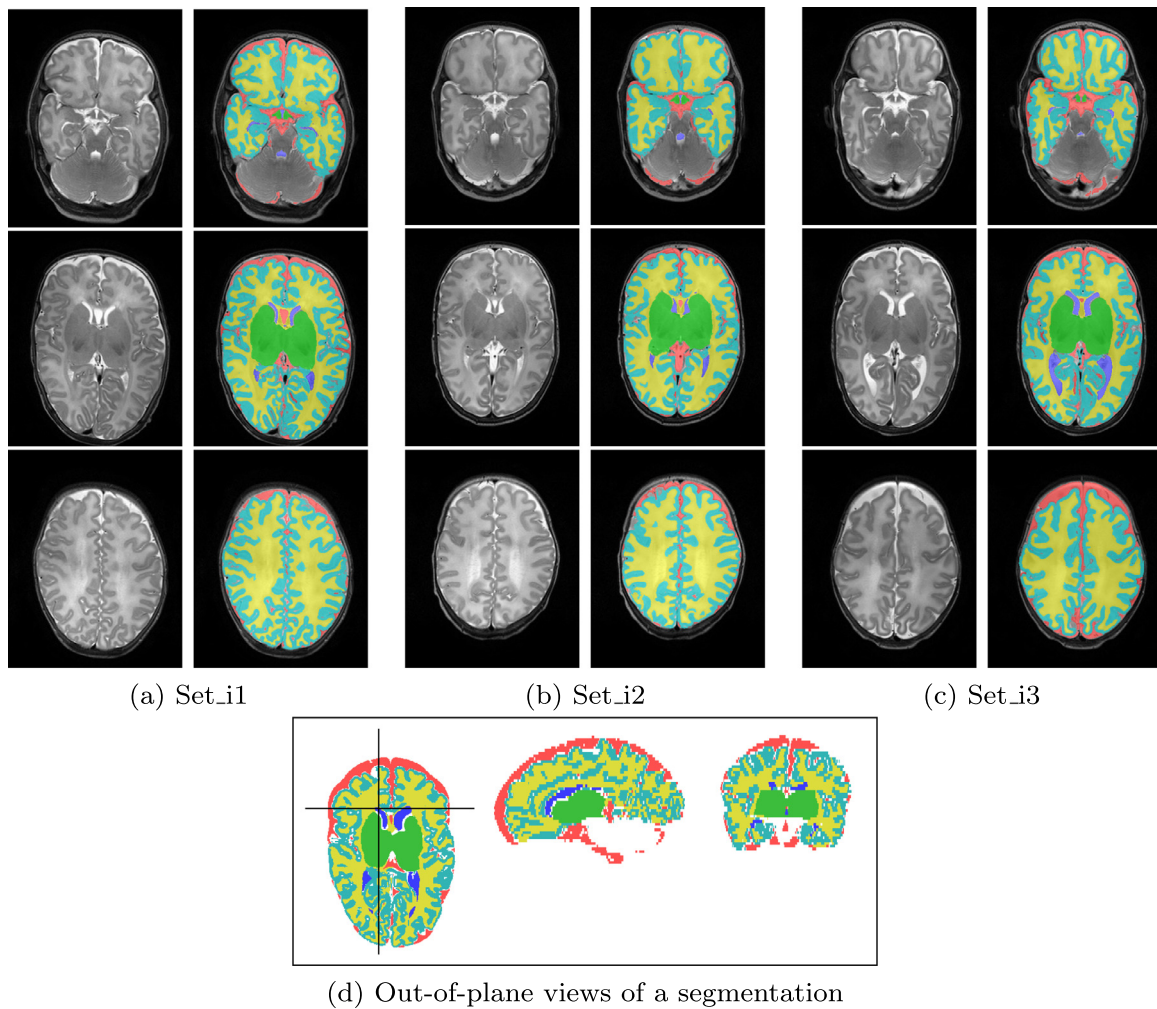 (a) Set_i1
(b) Set_i2
(c) Set_i3
(d) Out-of-plane views of a segmentation